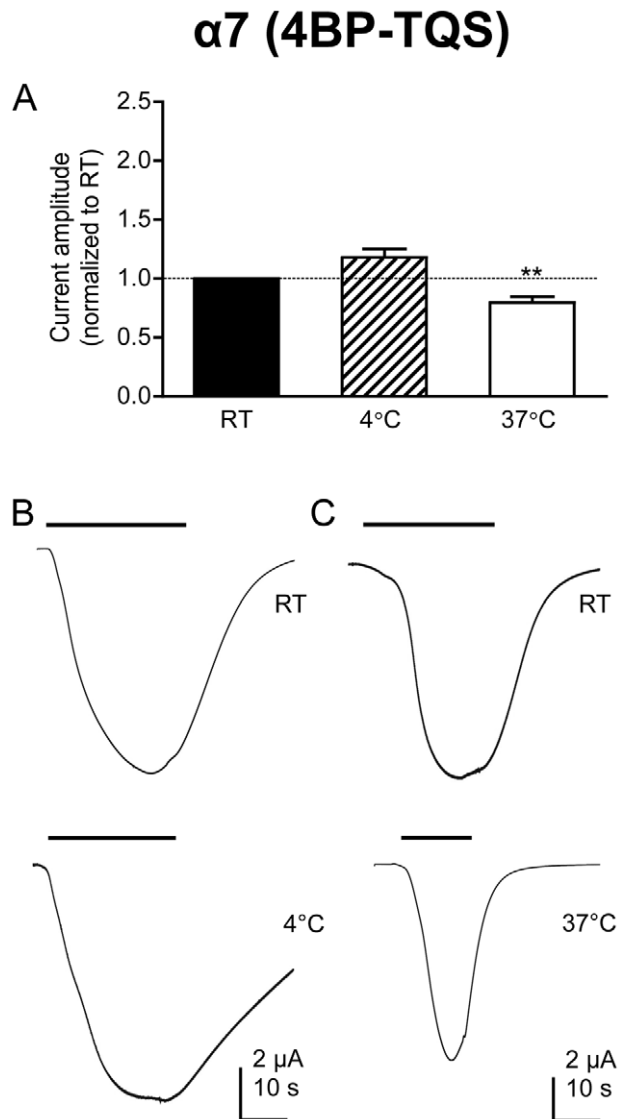 α7 (4BP-TQS)
A
Current amplitude
(normalized to RT)
2.5
2.0
1.5
1.0
0.5
0.0
**
RT 4°C 37°C
B C
RT RT
4°C 37°C
2 μA 2 μA
10 s 10 s